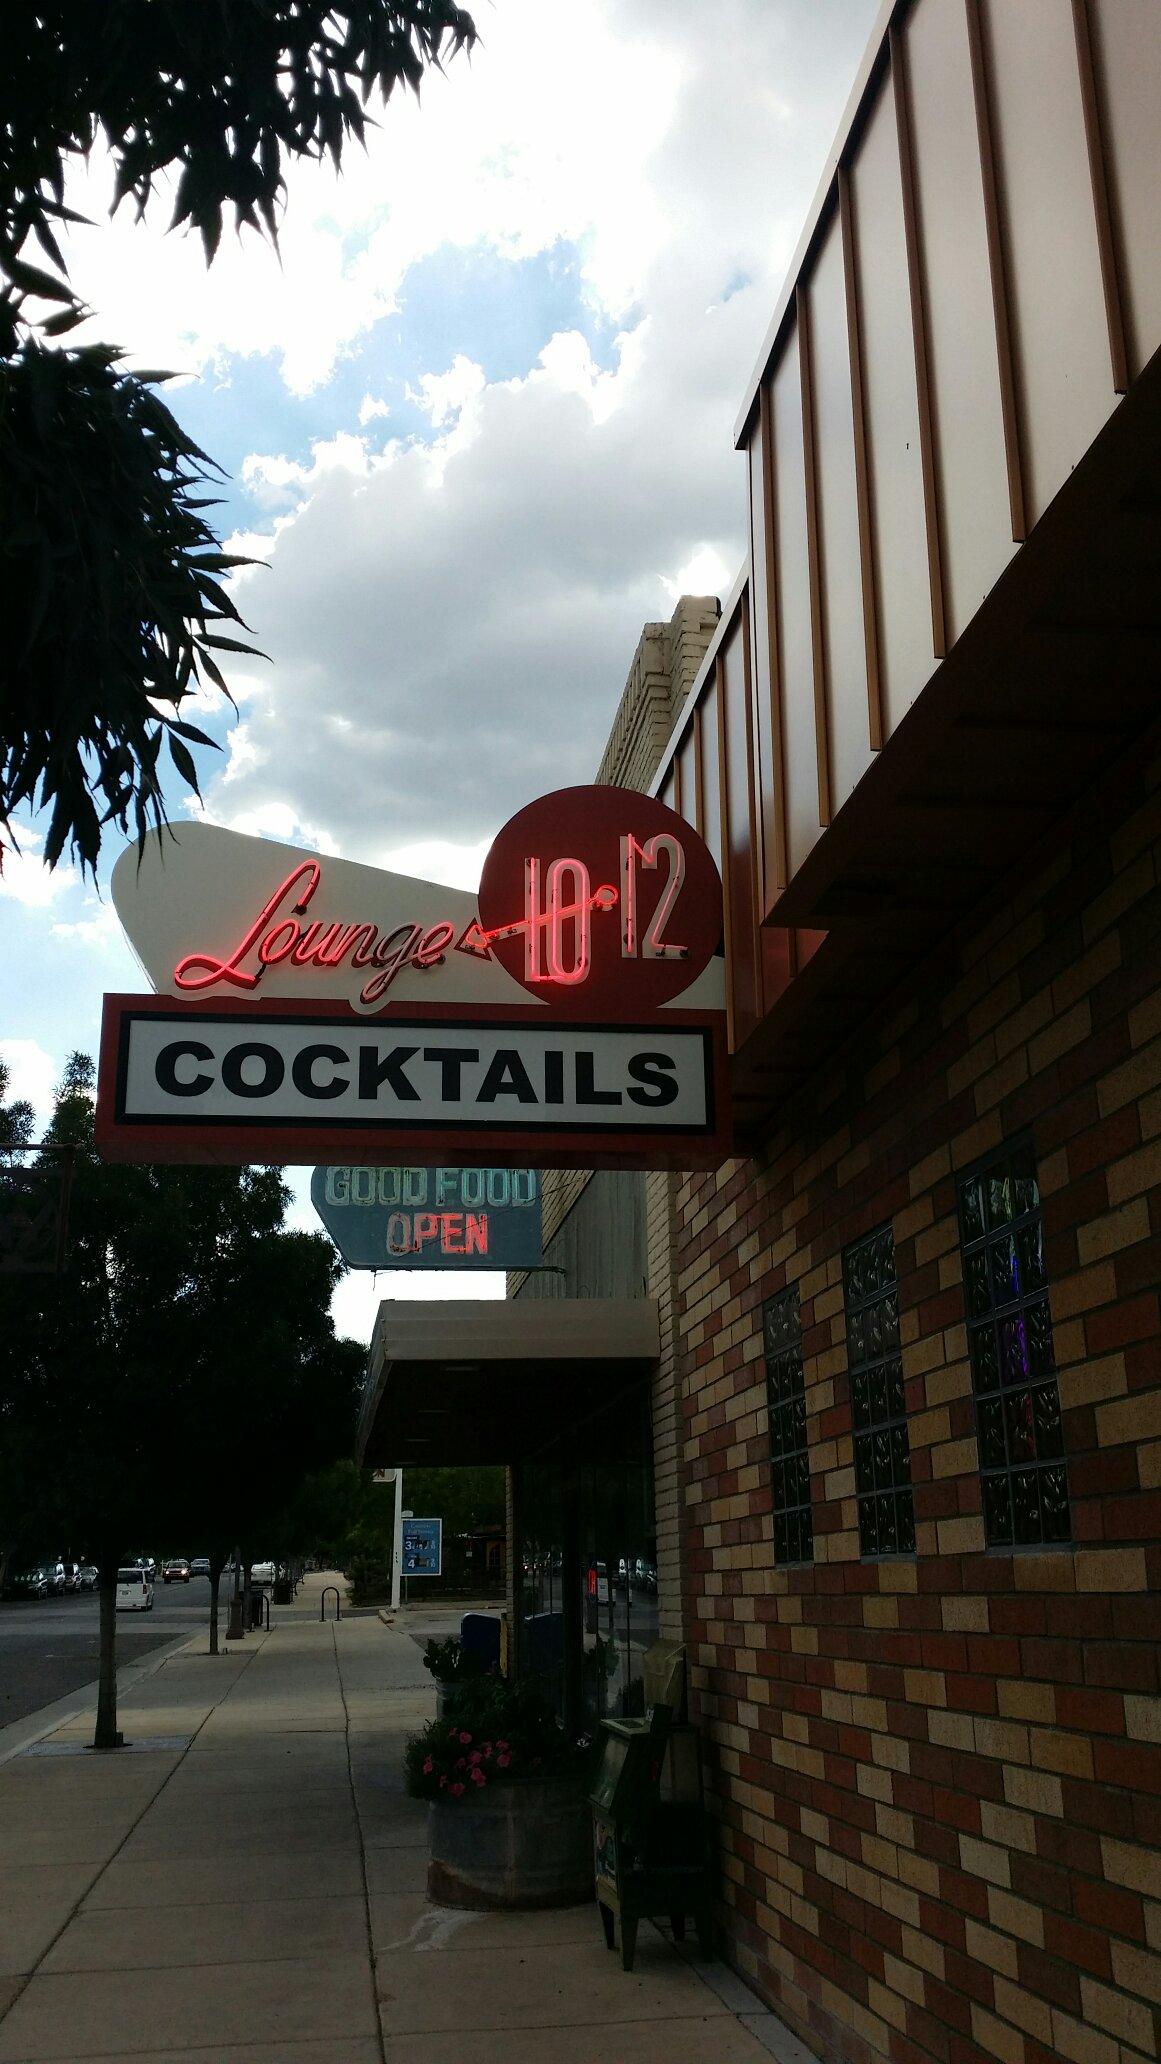 Lounge 10·12
COCKTAILS
GOOD FOOD
OPEN